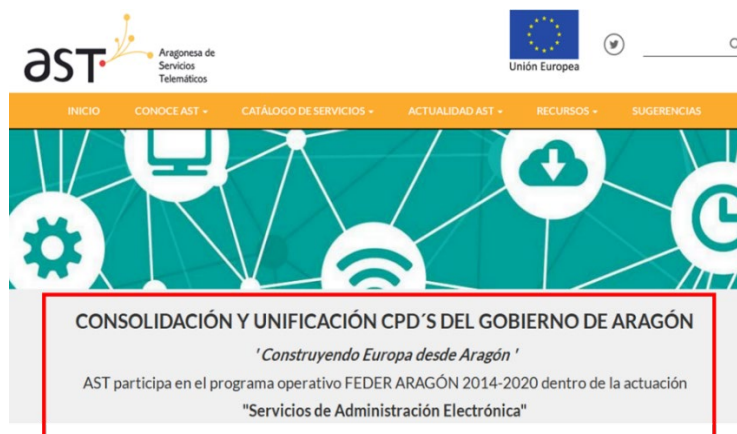 aST
Aragonesa de
Servicios
Telemáticos
Unión Europea
INICIO CONOCE AST CATÁLOGO DE SERVICIOS ACTUALIDAD AST RECURSOS SUGERENCIAS
CONSOLIDACIÓN Y UNIFICACIÓN CPD´S DEL GOBIERNO DE ARAGÓN
' Construyendo Europa desde Aragón '
AST participa en el programa operativo FEDER ARAGÓN 2014-2020 dentro de la actuación
"Servicios de Administración Electrónica"